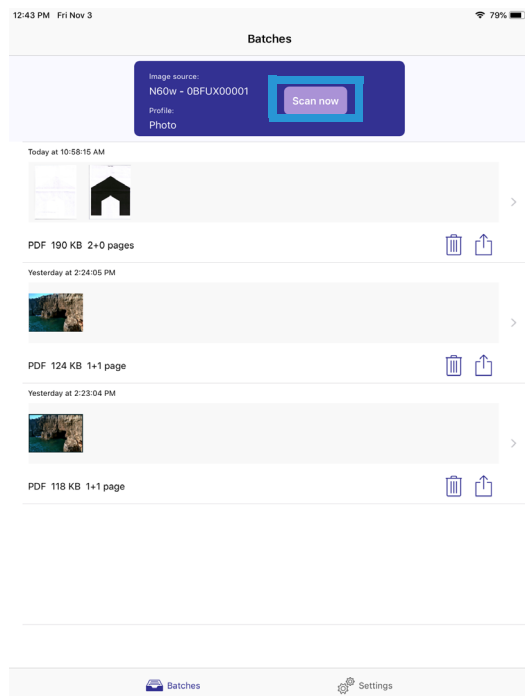 12:43 PM Fri Nov 3
79%
Batches
Image source:
N60w - 0BFUX00001
Scan now
Profile:
Photo
Today at 10:58:15 AM
PDF 190 KB 2+0 pages
Yesterday at 2:24:05 PM
PDF 124 KB 1+1 page
Yesterday at 2:23:04 PM
PDF 118 KB 1+1 page
Batches
Settings